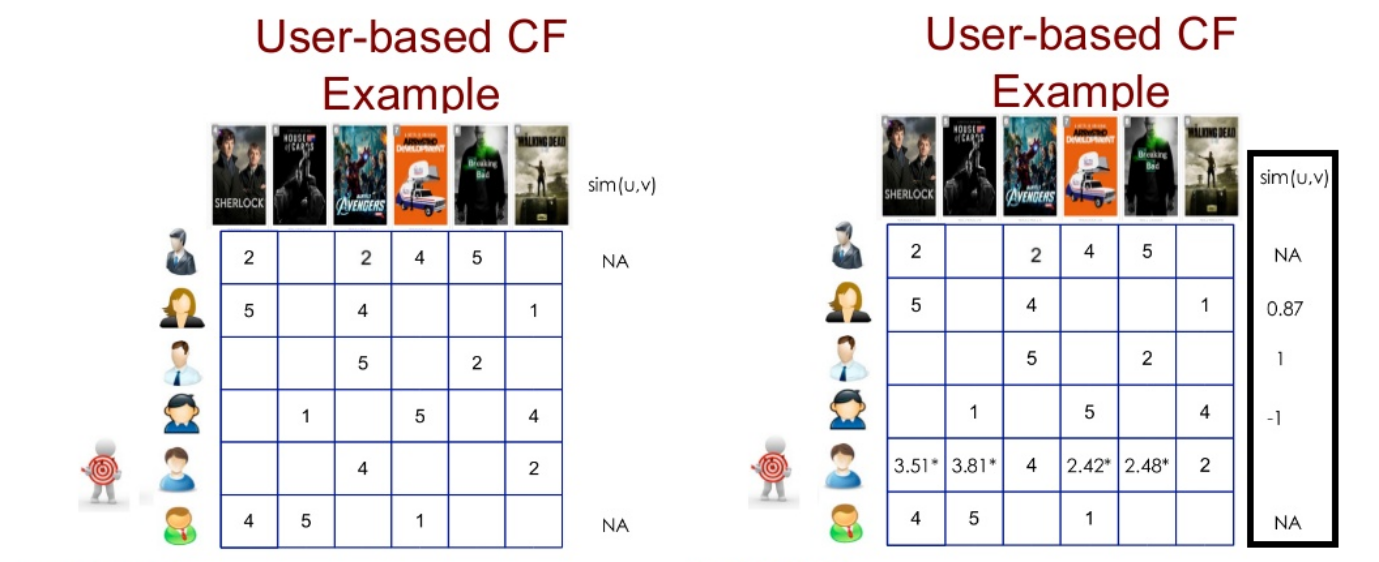 User-based CF
Example
SHERLOCK
HOUSE
of CARDS
AVENGERS
ARRESTED
DEVELOPMENT
Breaking
Bad
WALKING DEAD
sim(u,v)
2 2 4 5 NA
5 4 1
5 2
1 5 4
4 2
4 5 1 NA
User-based CF
Example
SHERLOCK
HOUSE
of CARDS
AVENGERS
ARRESTED
DEVELOPMENT
Breaking
Bad
WALKING DEAD
sim(u,v)
2 2 4 5 NA
5 4 1 0.87
5 2 1
1 5 4 -1
3.51* 3.81* 4 2.42* 2.48* 2
4 5 1 NA